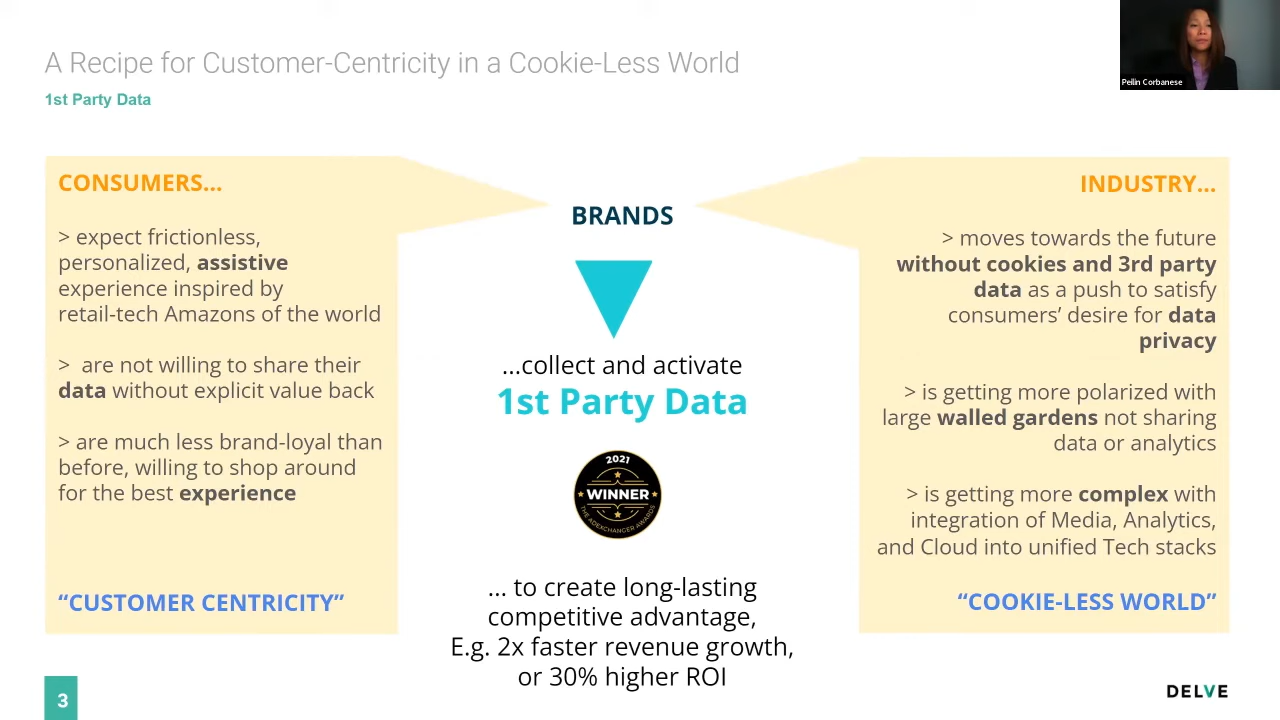 A Recipe for Customer-Centricity in a Cookie-Less World
1st Party Data
Peilin Corbanese
CONSUMERS...
> expect frictionless,
personalized, assistive
experience inspired by
retail-tech Amazons of the world
> are not willing to share their
data without explicit value back
> are much less brand-loyal than
before, willing to shop around
for the best experience
“CUSTOMER CENTRICITY”
BRANDS
...collect and activate
1st Party Data
2021
WINNER
THE ADEXCHANGER AWARDS
... to create long-lasting
competitive advantage,
E.g. 2x faster revenue growth,
or 30% higher ROI
INDUSTRY...
> moves towards the future
without cookies and 3rd party
data as a push to satisfy
consumers’ desire for data
privacy
> is getting more polarized with
large walled gardens not sharing
data or analytics
> is getting more complex with
integration of Media, Analytics,
and Cloud into unified Tech stacks
“COOKIE-LESS WORLD”
3
DELVE